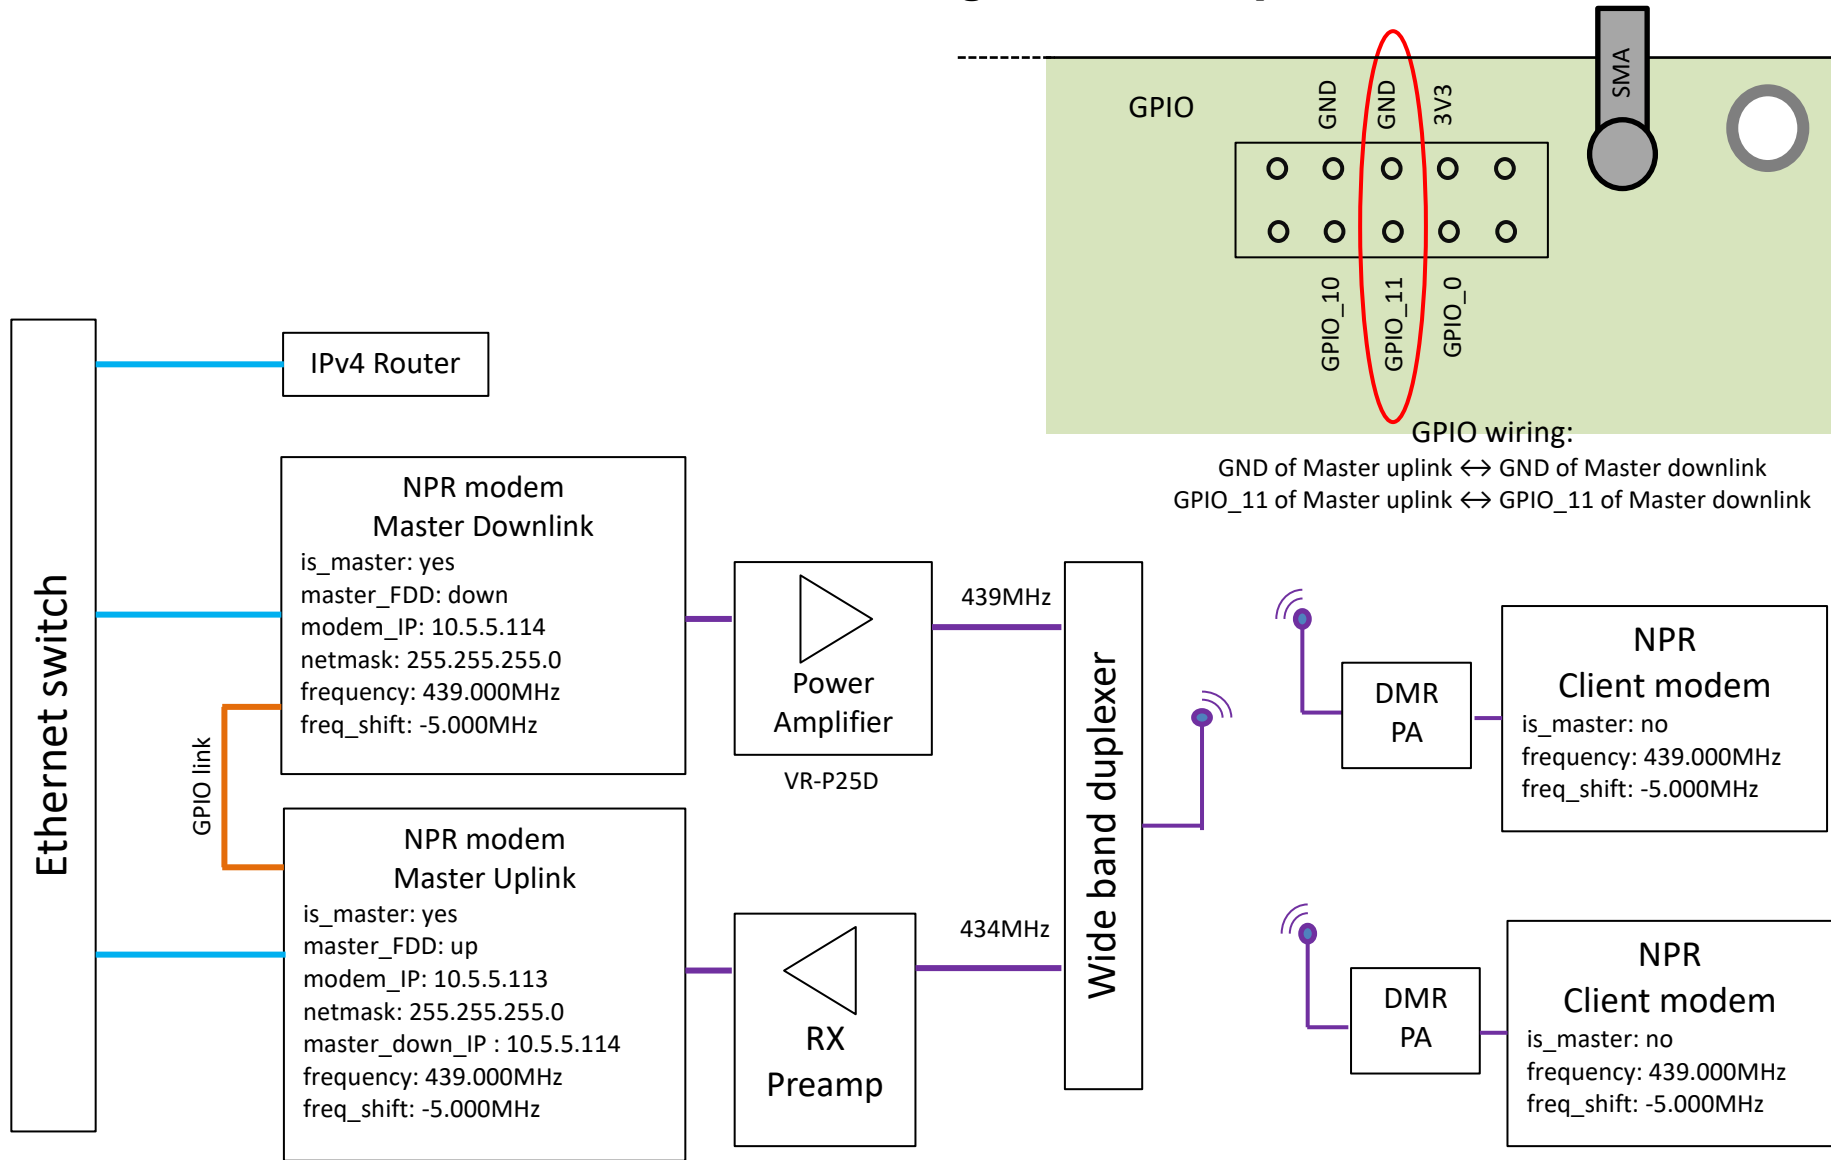 SMA
GPIO
GND
GND
3V3
GPIO_10
GPIO_11
GPIO_0
GPIO wiring:
GND of Master uplink ↔ GND of Master downlink
GPIO_11 of Master uplink ↔ GPIO_11 of Master downlink
Ethernet switch
IPv4 Router
NPR modem
Master Downlink
is_master: yes
master_FDD: down
modem_IP: 10.5.5.114
netmask: 255.255.255.0
frequency: 439.000MHz
freq_shift: -5.000MHz
GPIO link
NPR modem
Master Uplink
is_master: yes
master_FDD: up
modem_IP: 10.5.5.113
netmask: 255.255.255.0
master_down_IP : 10.5.5.114
frequency: 439.000MHz
freq_shift: -5.000MHz
Power
Amplifier
VR-P25D
439MHz
RX
Preamp
434MHz
Wide band duplexer
DMR
PA
NPR
Client modem
is_master: no
frequency: 439.000MHz
freq_shift: -5.000MHz
DMR
PA
NPR
Client modem
is_master: no
frequency: 439.000MHz
freq_shift: -5.000MHz